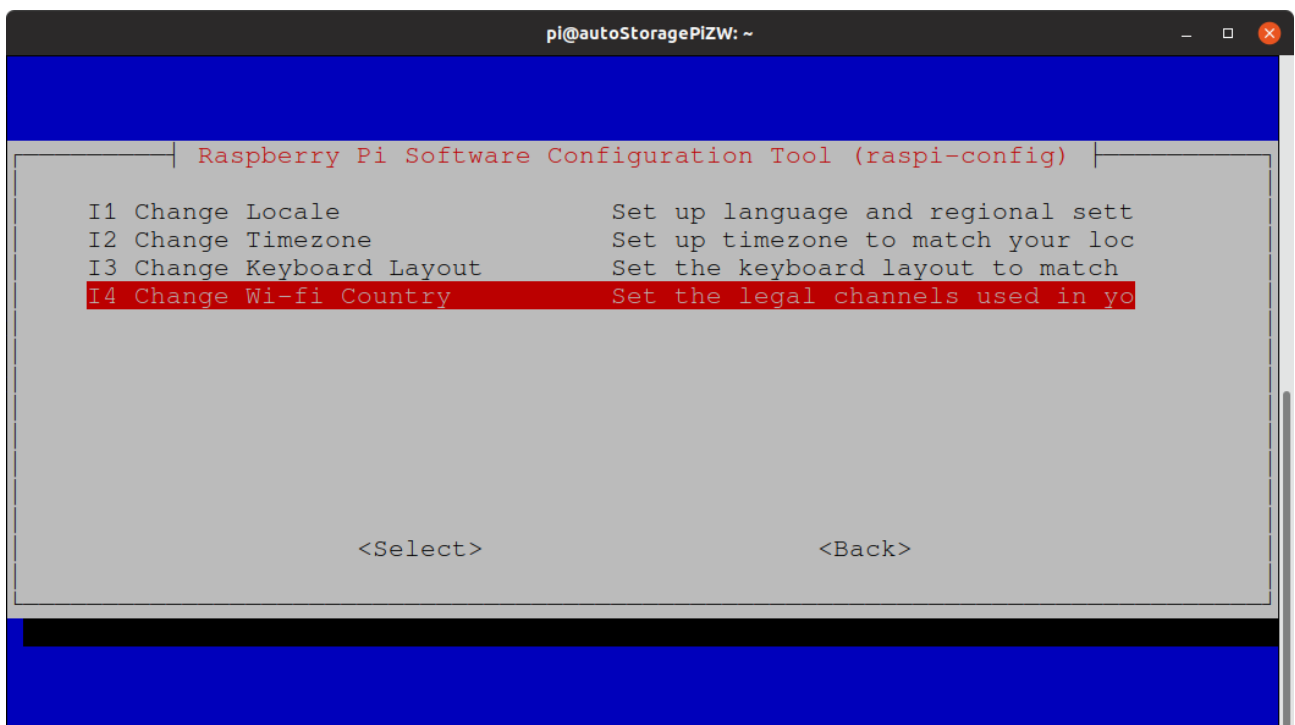 pi@autoStoragePiZW: ~
Raspberry Pi Software Configuration Tool (raspi-config)
I1 Change Locale Set up language and regional sett
I2 Change Timezone Set up timezone to match your loc
I3 Change Keyboard Layout Set the keyboard layout to match
I4 Change Wi-fi Country Set the legal channels used in yo
<Select> <Back>